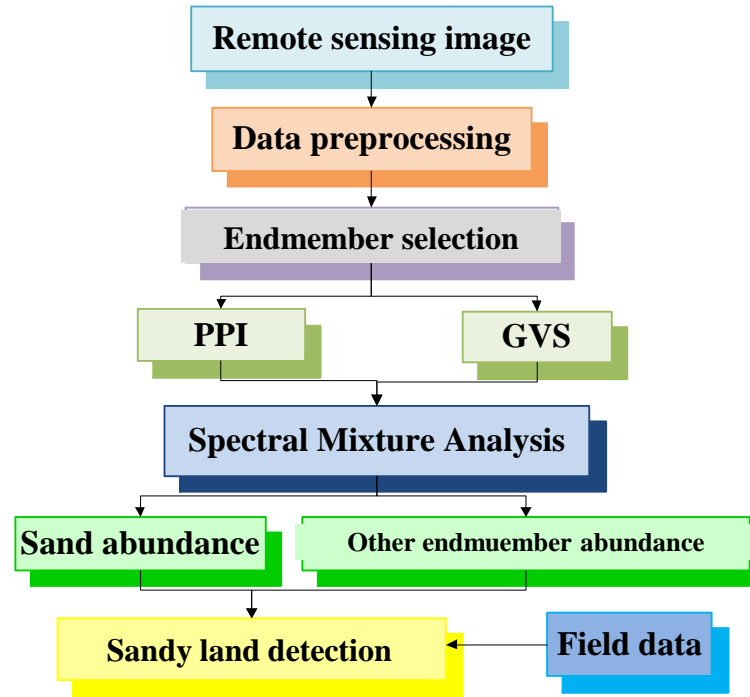 Remote sensing image
Data preprocessing
Endmember selection
PPI
GVS
Spectral Mixture Analysis
Sand abundance
Other endmuember abundance
Sandy land detection
Field data